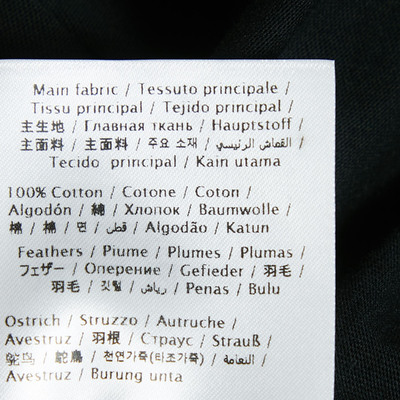 Main fabric / Tessuto principale /
Tissu principal / Tejido principal /
主生地 / Главная ткань / Hauptstoff /
主面料 / 主面料 / 주요 소재 / القماش الرئيسي /
Tecido principal / Kain utama
100% Cotton / Cotone / Coton /
Algodón / 綿 / Хлопок / Baumwolle /
棉 / 棉 / 면 / قطن / Algodão / Katun
Feathers / Piume / Plumes / Plumas /
フェザー / Оперение / Gefieder / 羽毛 /
羽毛 / 깃털 / رياش / Penas / Bulu
Ostrich / Struzzo / Autruche /
Avestruz / 羽根 / Страус / Strauß /
鸵鸟 / 鴕鳥 / 천연가죽(타조가죽) / النعامة /
Avestruz / Burung unta